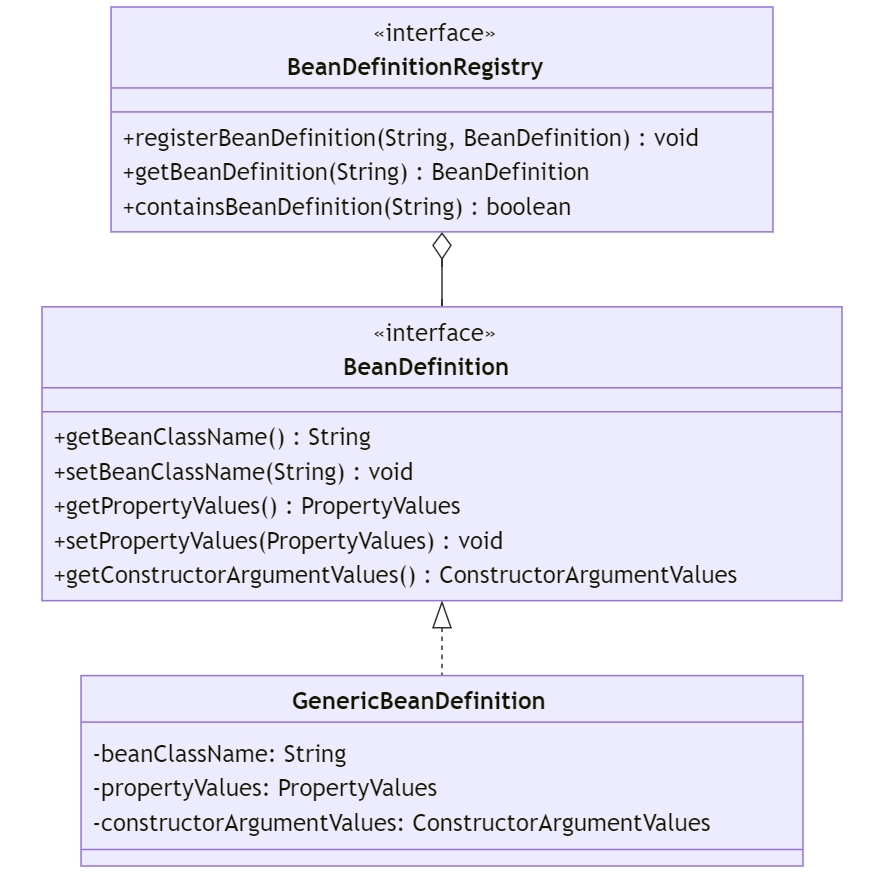 «interface»
BeanDefinitionRegistry
+registerBeanDefinition(String, BeanDefinition) : void
+getBeanDefinition(String) : BeanDefinition
+containsBeanDefinition(String) : boolean
«interface»
BeanDefinition
+getBeanClassName() : String
+setBeanClassName(String) : void
+getPropertyValues() : PropertyValues
+setPropertyValues(PropertyValues) : void
+getConstructorArgumentValues() : ConstructorArgumentValues
GenericBeanDefinition
-beanClassName: String
-propertyValues: PropertyValues
-constructorArgumentValues: ConstructorArgumentValues